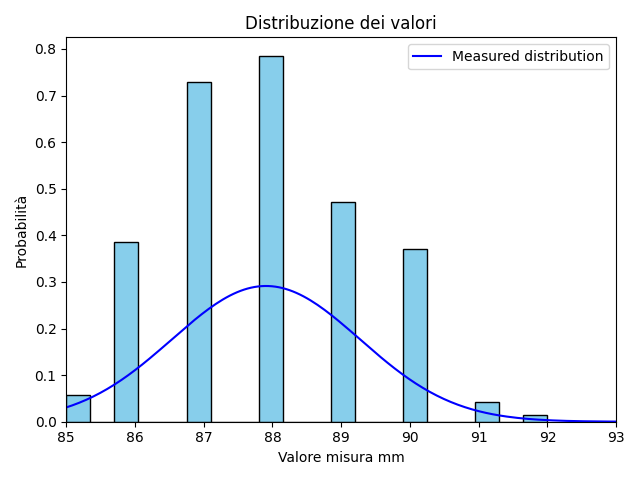 Distribuzione dei valori
Measured distribution
0.8
0.7
0.6
0.5
0.4
0.3
0.2
0.1
0.0
Probabilità
85 86 87 88 89 90 91 92 93
Valore misura mm